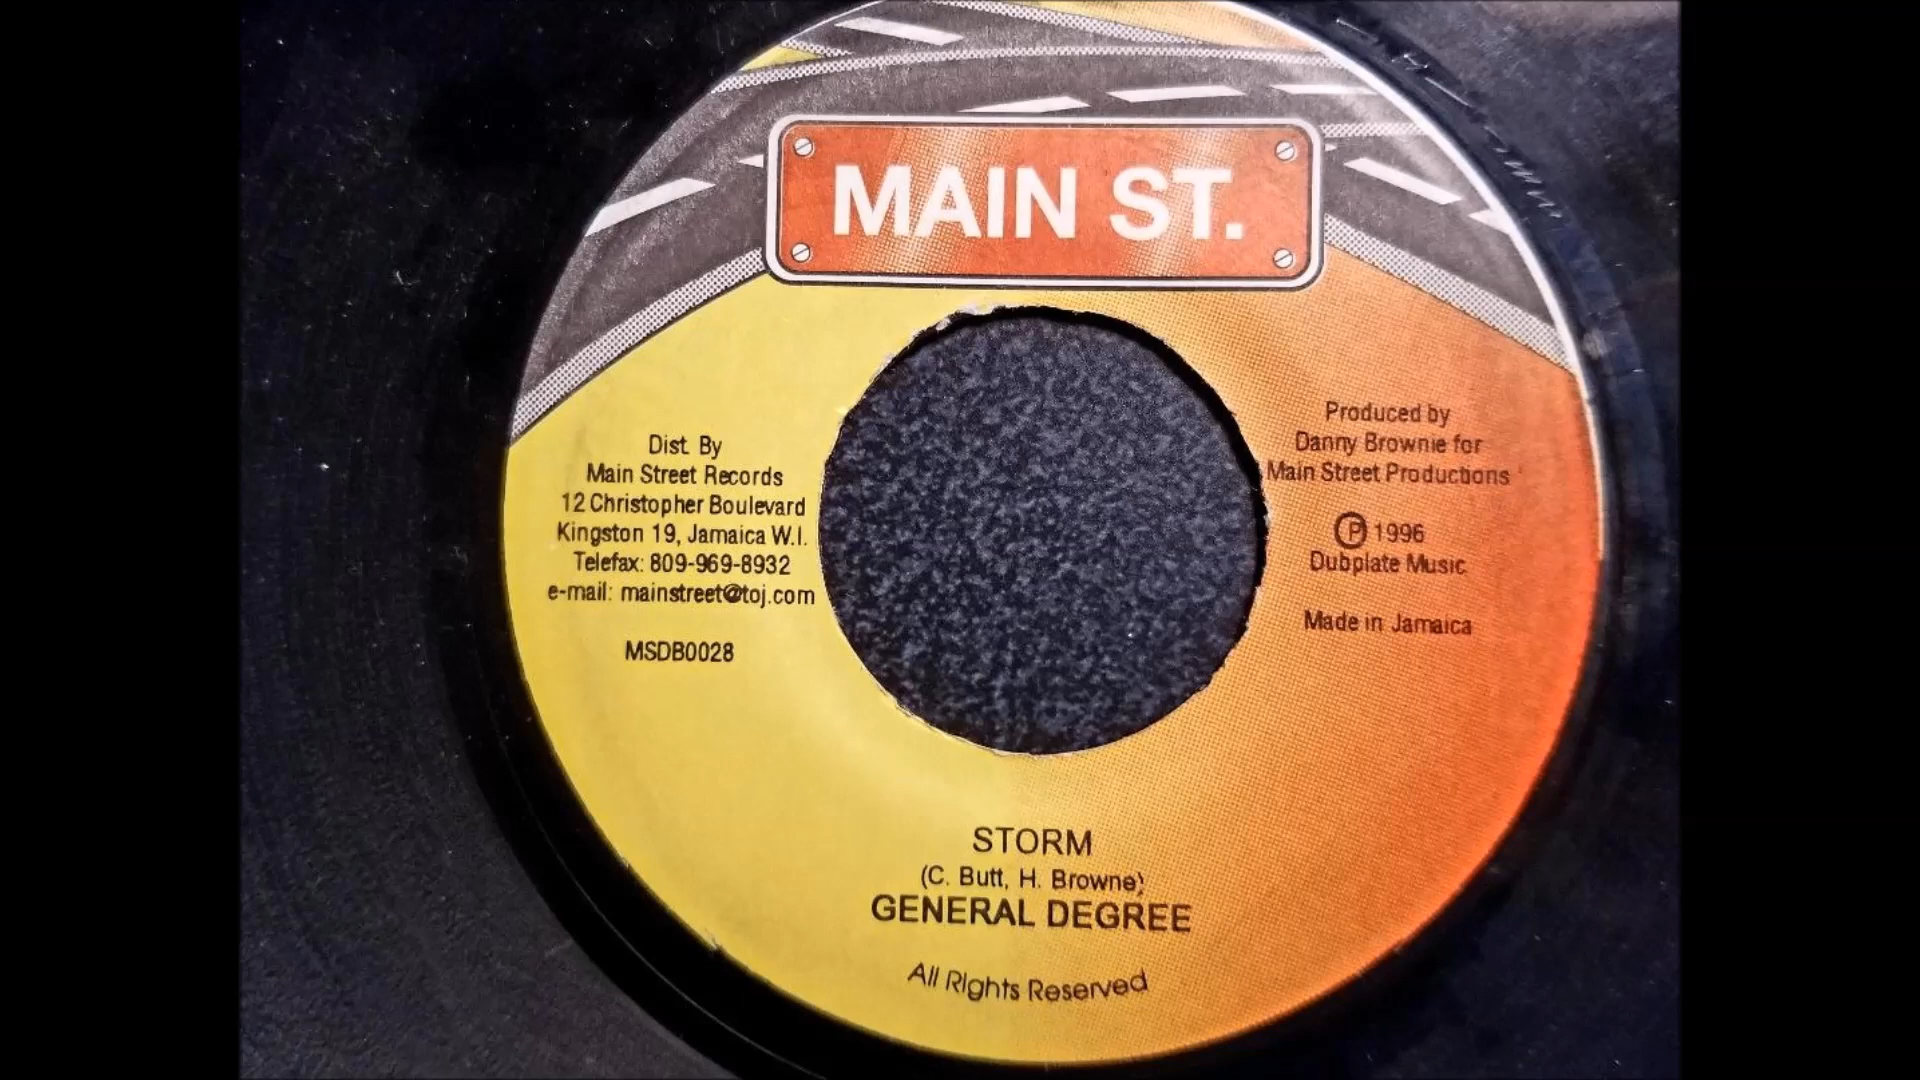 MAIN ST.
Dist. By
Main Street Records
12 Christopher Boulevard
Kingston 19, Jamaica W.I.
Telefax: 809-969-8932
e-mail: mainstreet@toj.com
MSDB0028
Produced by
Danny Brownie for
Main Street Productions
Ⓟ 1996
Dubplate Music
Made in Jamaica
STORM
(C. Butt, H. Browne)
GENERAL DEGREE
All Rights Reserved